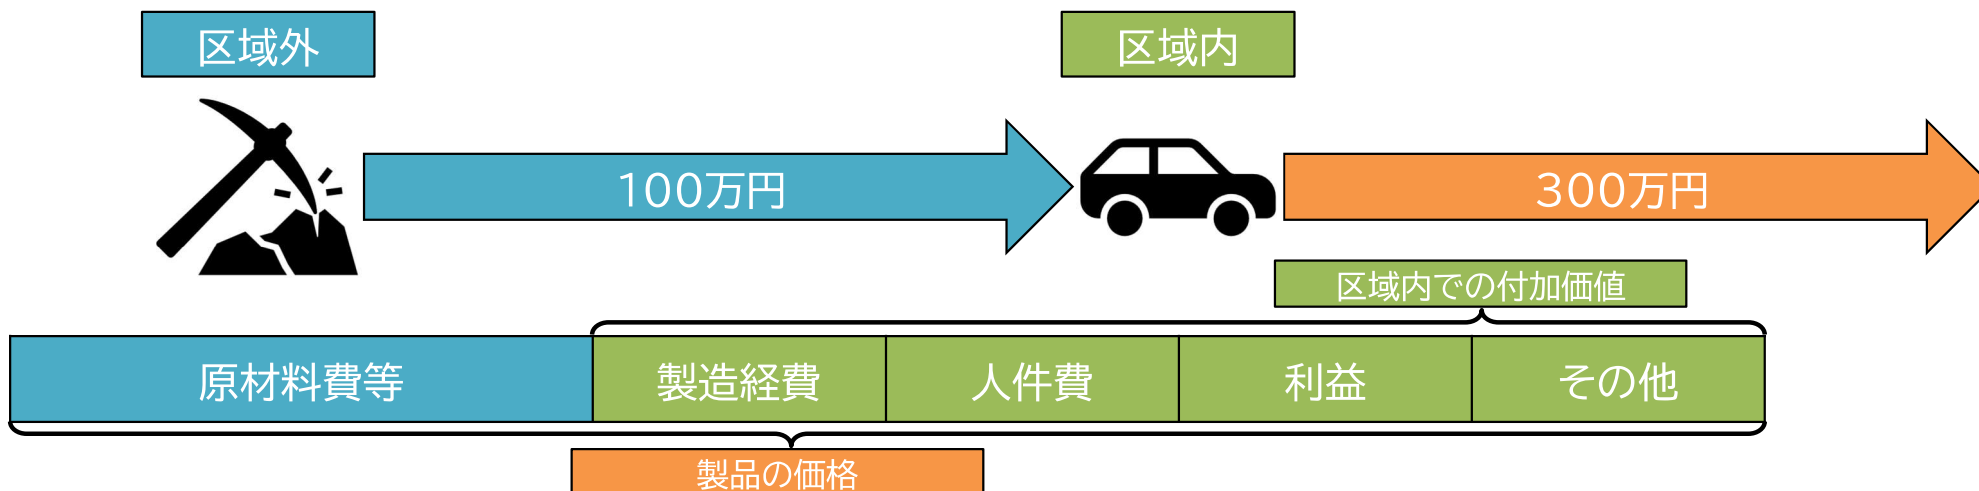 区域外
区域内
100万円
300万円
区域内での付加価値
原材料費等
製造経費
人件費
利益
その他
製品の価格